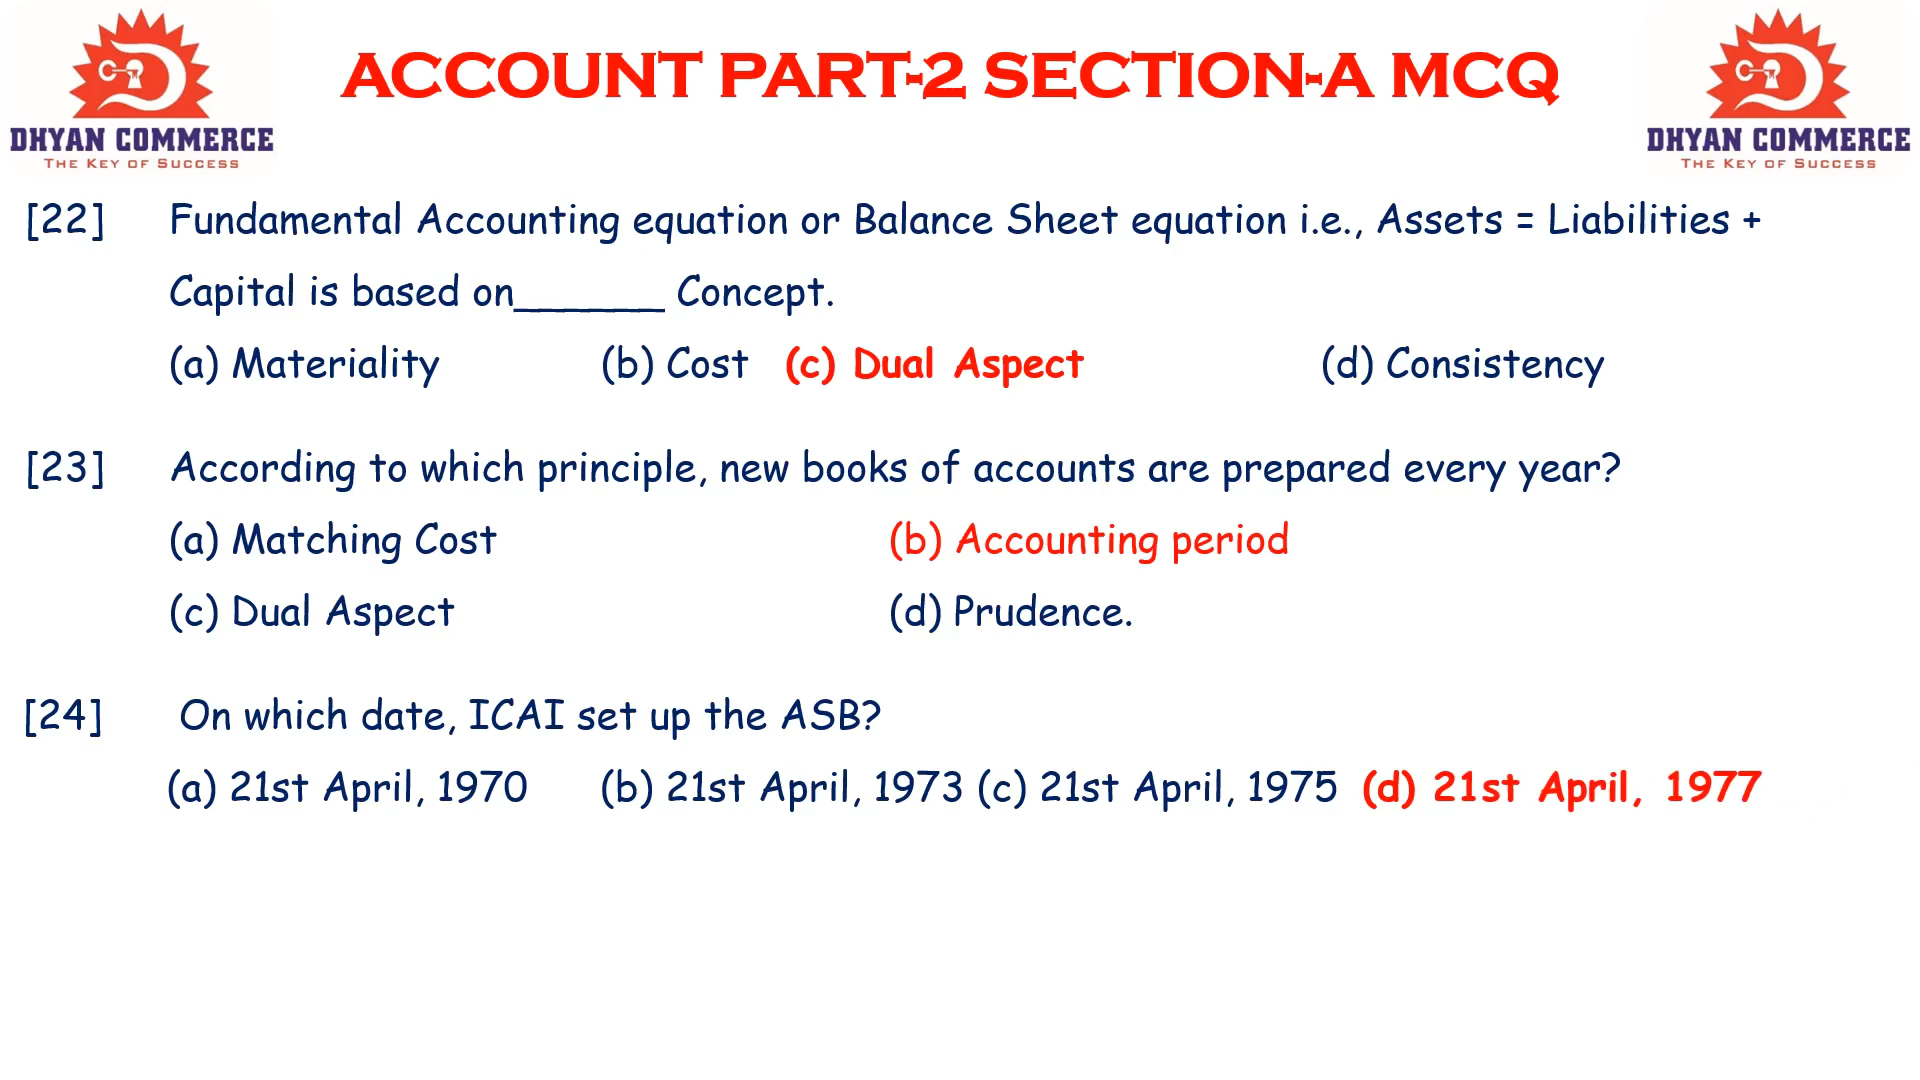 DHYAN COMMERCE
THE KEY OF SUCCESS
ACCOUNT PART-2 SECTION-A MCQ
DHYAN COMMERCE
THE KEY OF SUCCESS
[22] Fundamental Accounting equation or Balance Sheet equation i.e., Assets = Liabilities +
Capital is based on______ Concept.
(a) Materiality (b) Cost (c) Dual Aspect (d) Consistency
[23] According to which principle, new books of accounts are prepared every year?
(a) Matching Cost (b) Accounting period
(c) Dual Aspect (d) Prudence.
[24] On which date, ICAI set up the ASB?
(a) 21st April, 1970 (b) 21st April, 1973 (c) 21st April, 1975 (d) 21st April, 1977